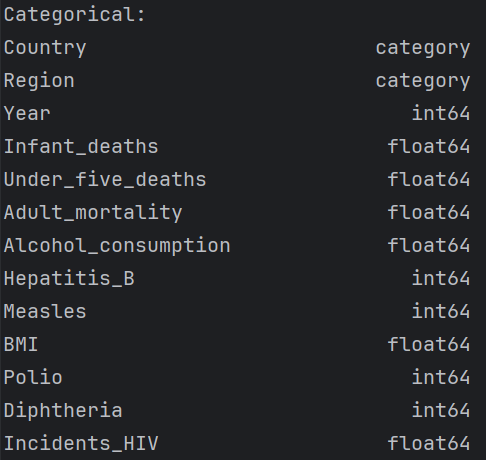 Categorical:
Country category
Region category
Year int64
Infant_deaths float64
Under_five_deaths float64
Adult_mortality float64
Alcohol_consumption float64
Hepatitis_B int64
Measles int64
BMI float64
Polio int64
Diphtheria int64
Incidents_HIV float64